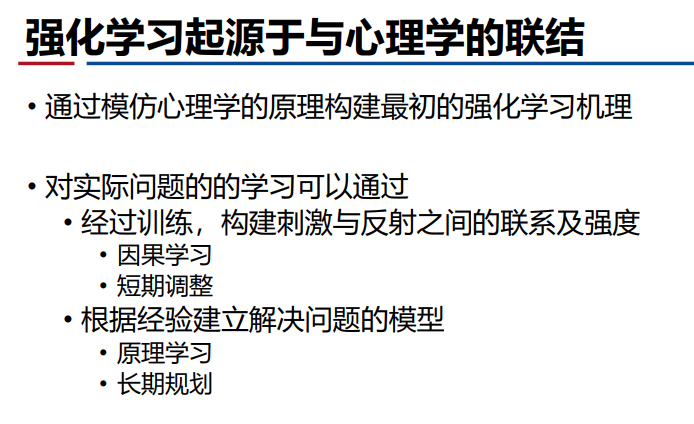 强化学习起源于与心理学的联结
• 通过模仿心理学的原理构建最初的强化学习机理
• 对实际问题的的学习可以通过
• 经过训练，构建刺激与反射之间的联系及强度
• 因果学习
• 短期调整
• 根据经验建立解决问题的模型
• 原理学习
• 长期规划